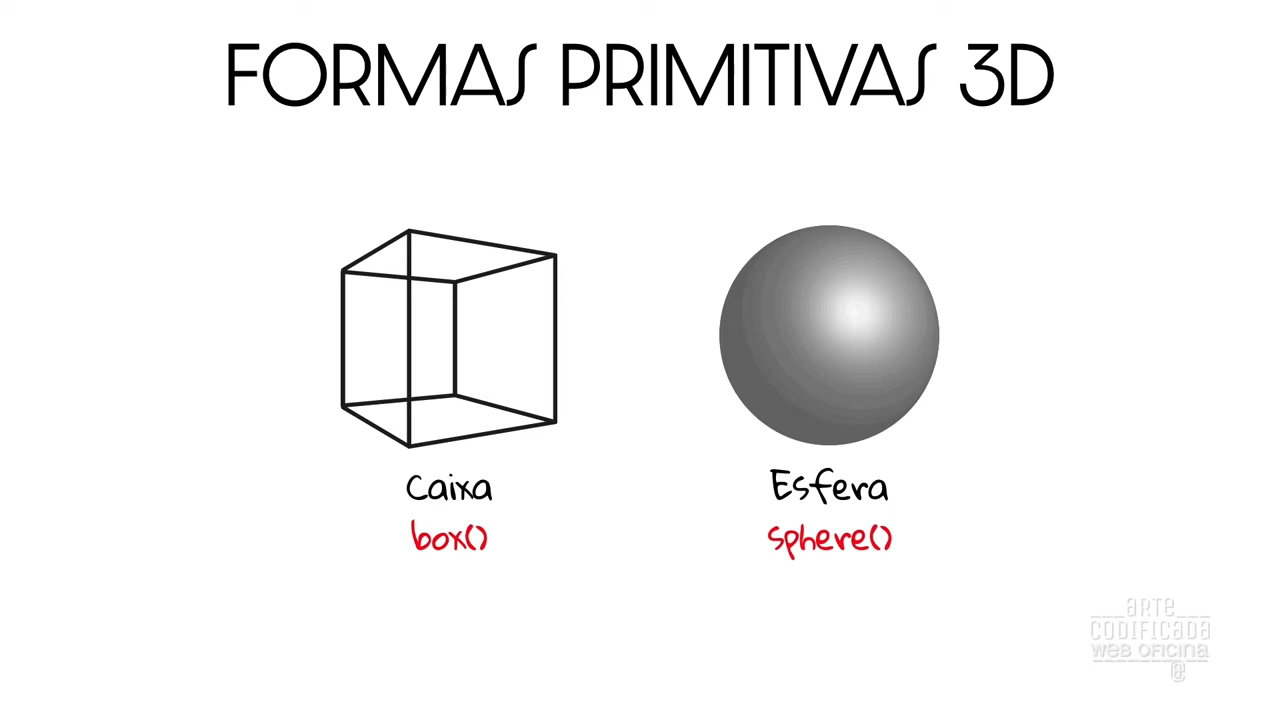 FORMAS PRIMITIVAS 3D
Caixa
box()
Esfera
sphere()
ARTE
CODIFICADA
WEB OFICINA
@